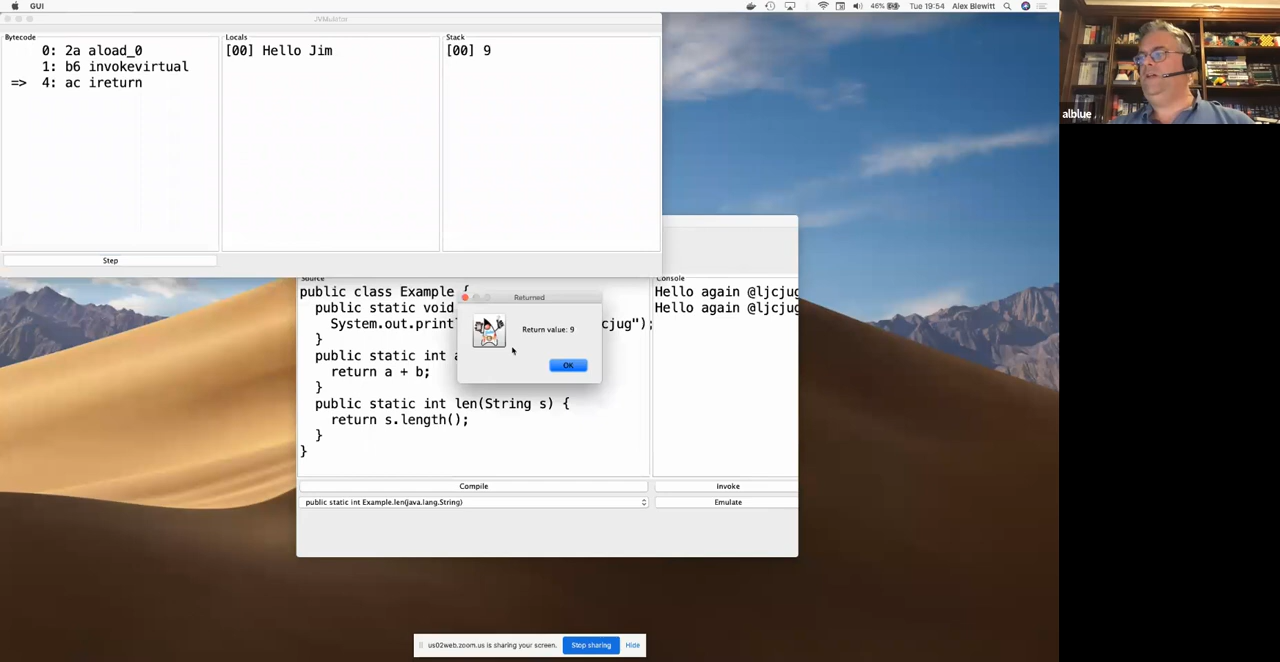 GUI
46%
Tue 19:54
Alex Blewitt
JVMulator
Bytecode
0: 2a aload_0
1: b6 invokevirtual
=> 4: ac ireturn
Locals
[00] Hello Jim
Stack
[00] 9
Step
alblue
Source
public class Example {
public static void
System.out.printl
cjug");
}
public static int a
return a + b;
}
public static int len(String s) {
return s.length();
}
}
Console
Hello again @ljcjug
Hello again @ljcjug
Returned
Return value: 9
OK
Compile
Invoke
public static int Example.len(java.lang.String)
Emulate
us02web.zoom.us is sharing your screen.
Stop sharing
Hide